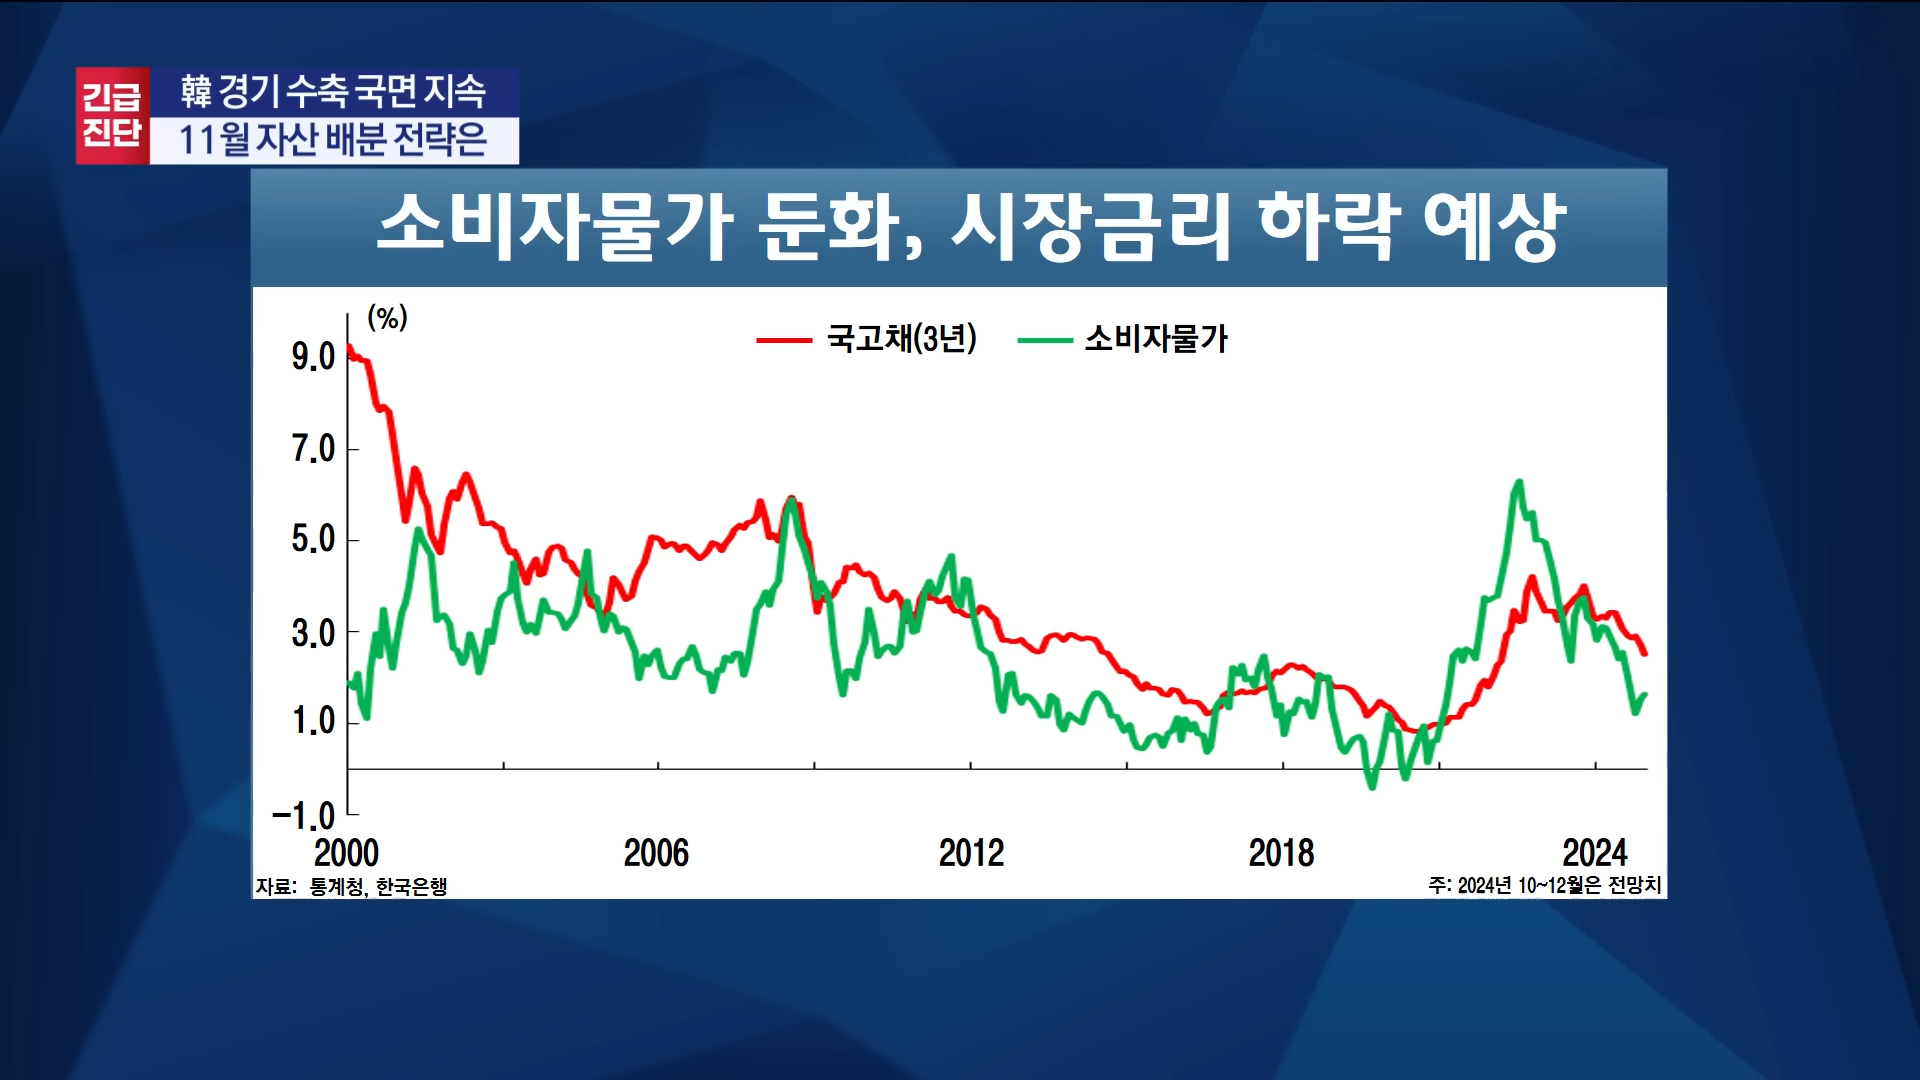 긴급
진단
韓 경기 수축 국면 지속
11월 자산 배분 전략은
소비자물가 둔화, 시장금리 하락 예상
(%)
국고채(3년)
소비자물가
9.0
7.0
5.0
3.0
1.0
-1.0
2000
2006
2012
2018
2024
자료: 통계청, 한국은행
주: 2024년 10~12월은 전망치